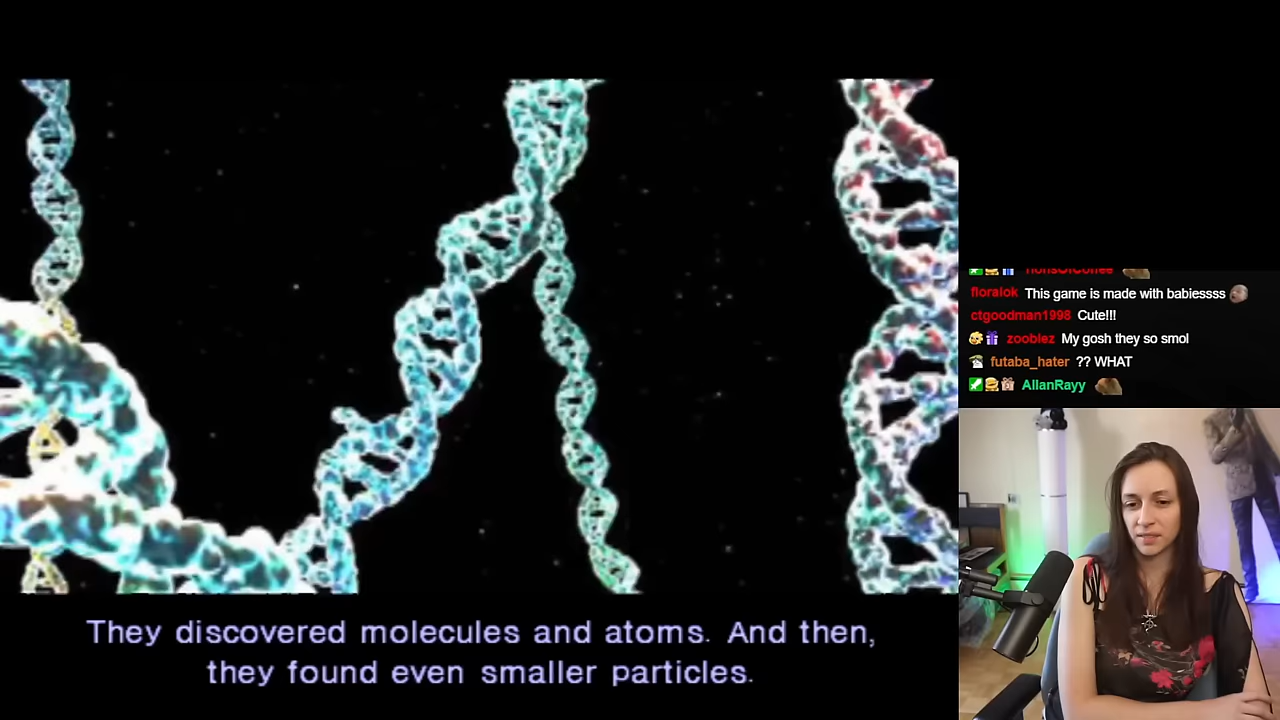 floralok This game is made with babiessss
ctgoodman1998 Cute!!!
zooblez My gosh they so smol
futaba_hater ?? WHAT
AllanRayy
They discovered molecules and atoms. And then,
they found even smaller particles.